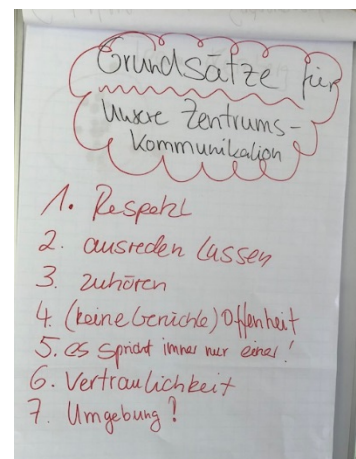 Grundsätze für
Unsere Zentrums-
Kommunikation
1. Respekt
2. ausreden lassen
3. zuhören
4. (keine Gerüchte) Offenheit
5. es spricht immer nur einer!
6. Vertraulichkeit
7. Umgebung?